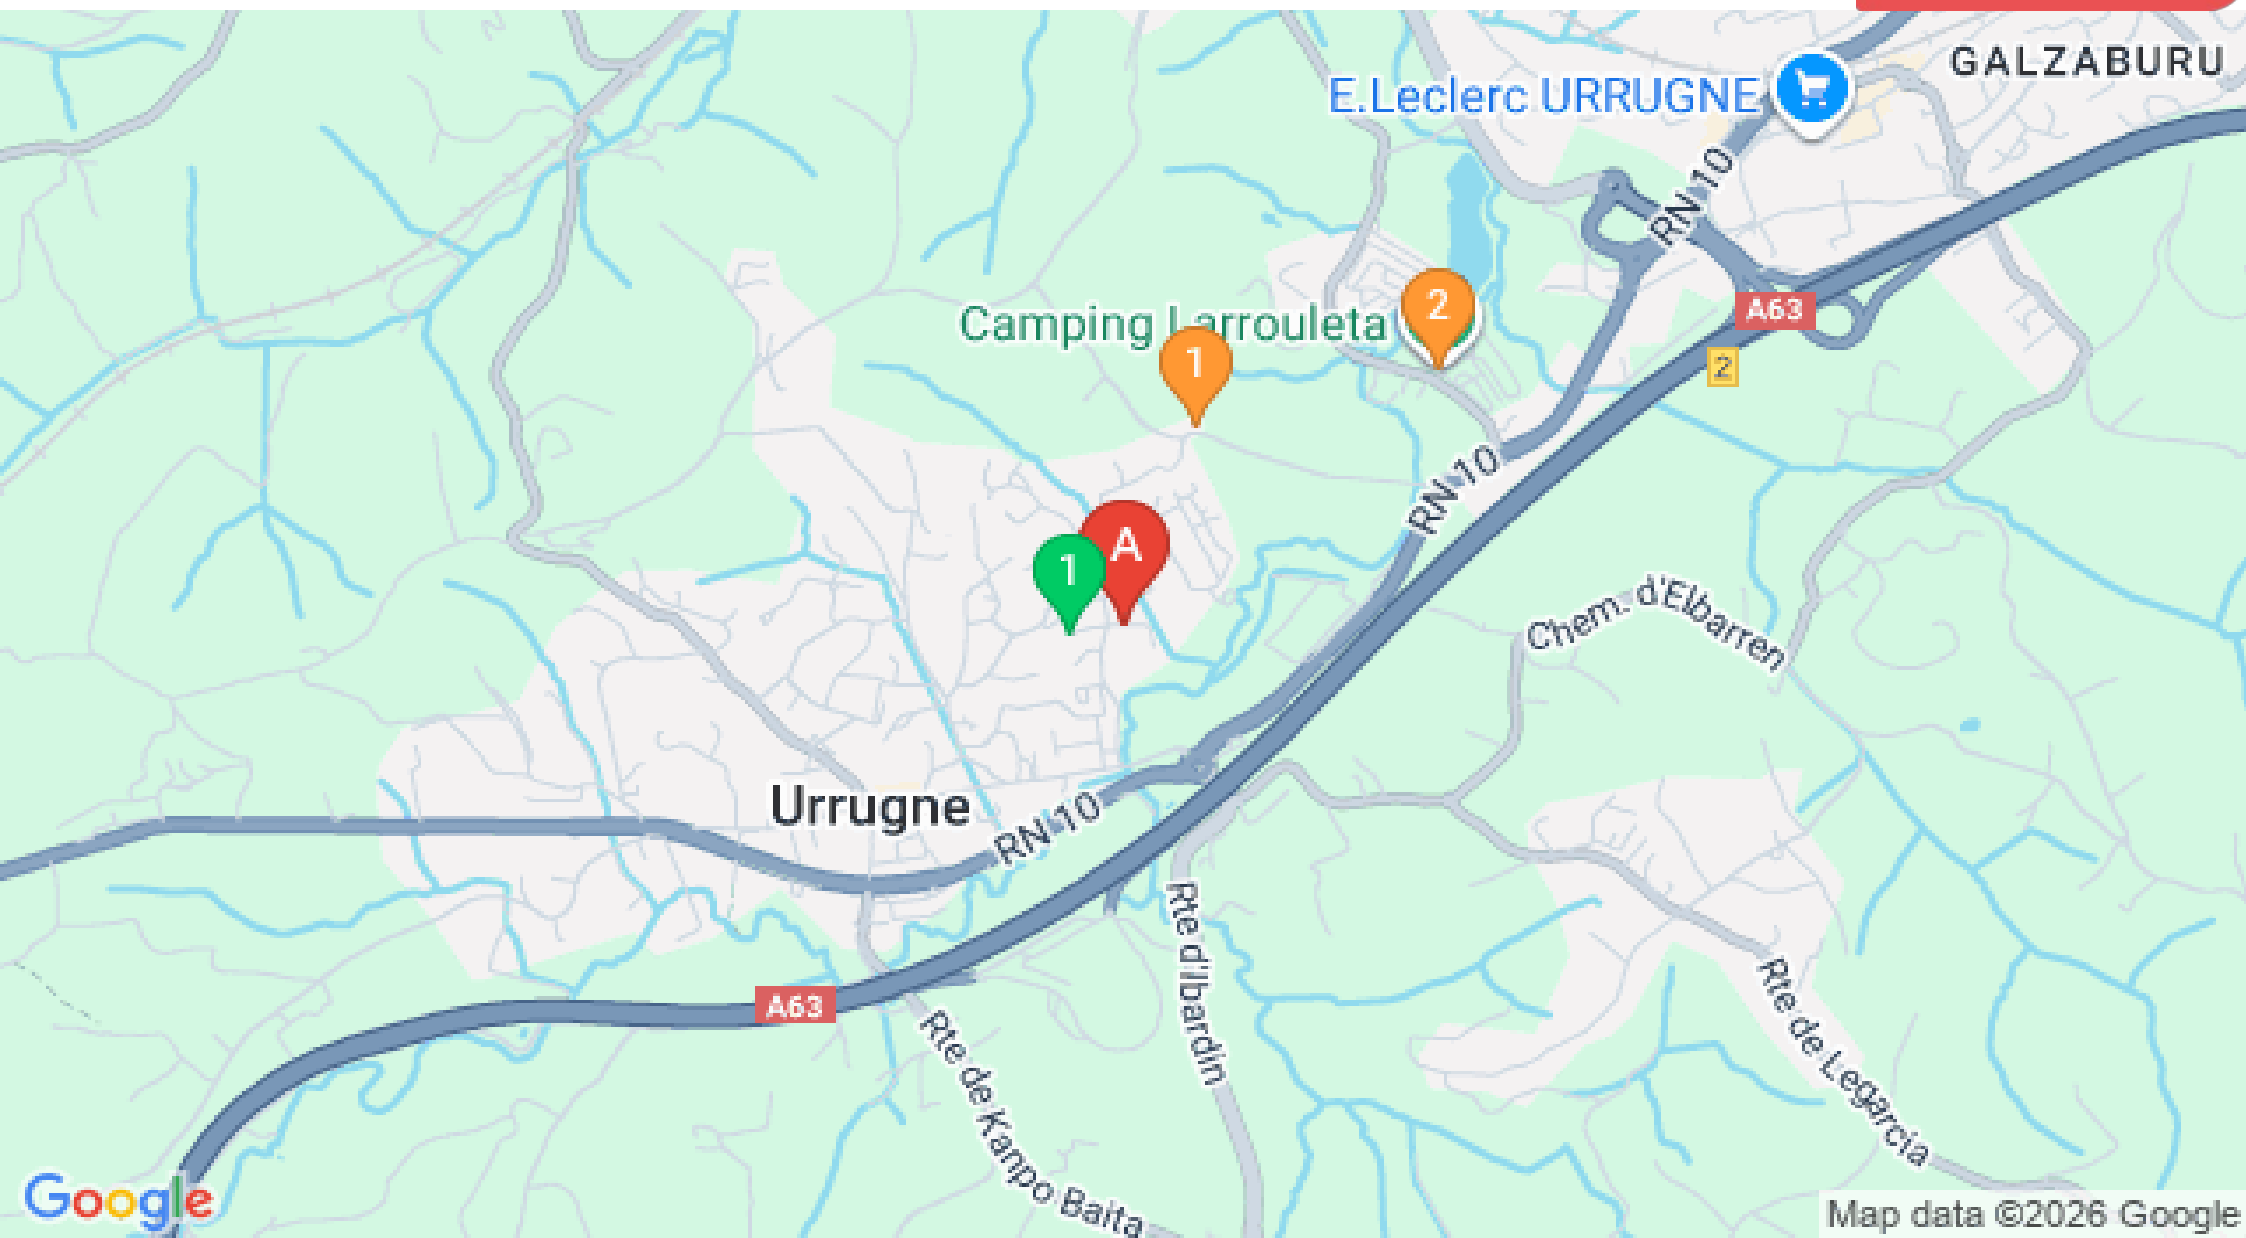 GALZABURU
E.Leclerc URRUGNE
RN 10
A63
2
Camping Larrouleta
2
1
RN 10
A
1
Chem. d'Elbarren
Urrugne
RN 10
Rte d'Ibardin
A63
Rte de Kanpo Baita
Rte de Legarcia
Google
Map data ©2026 Google